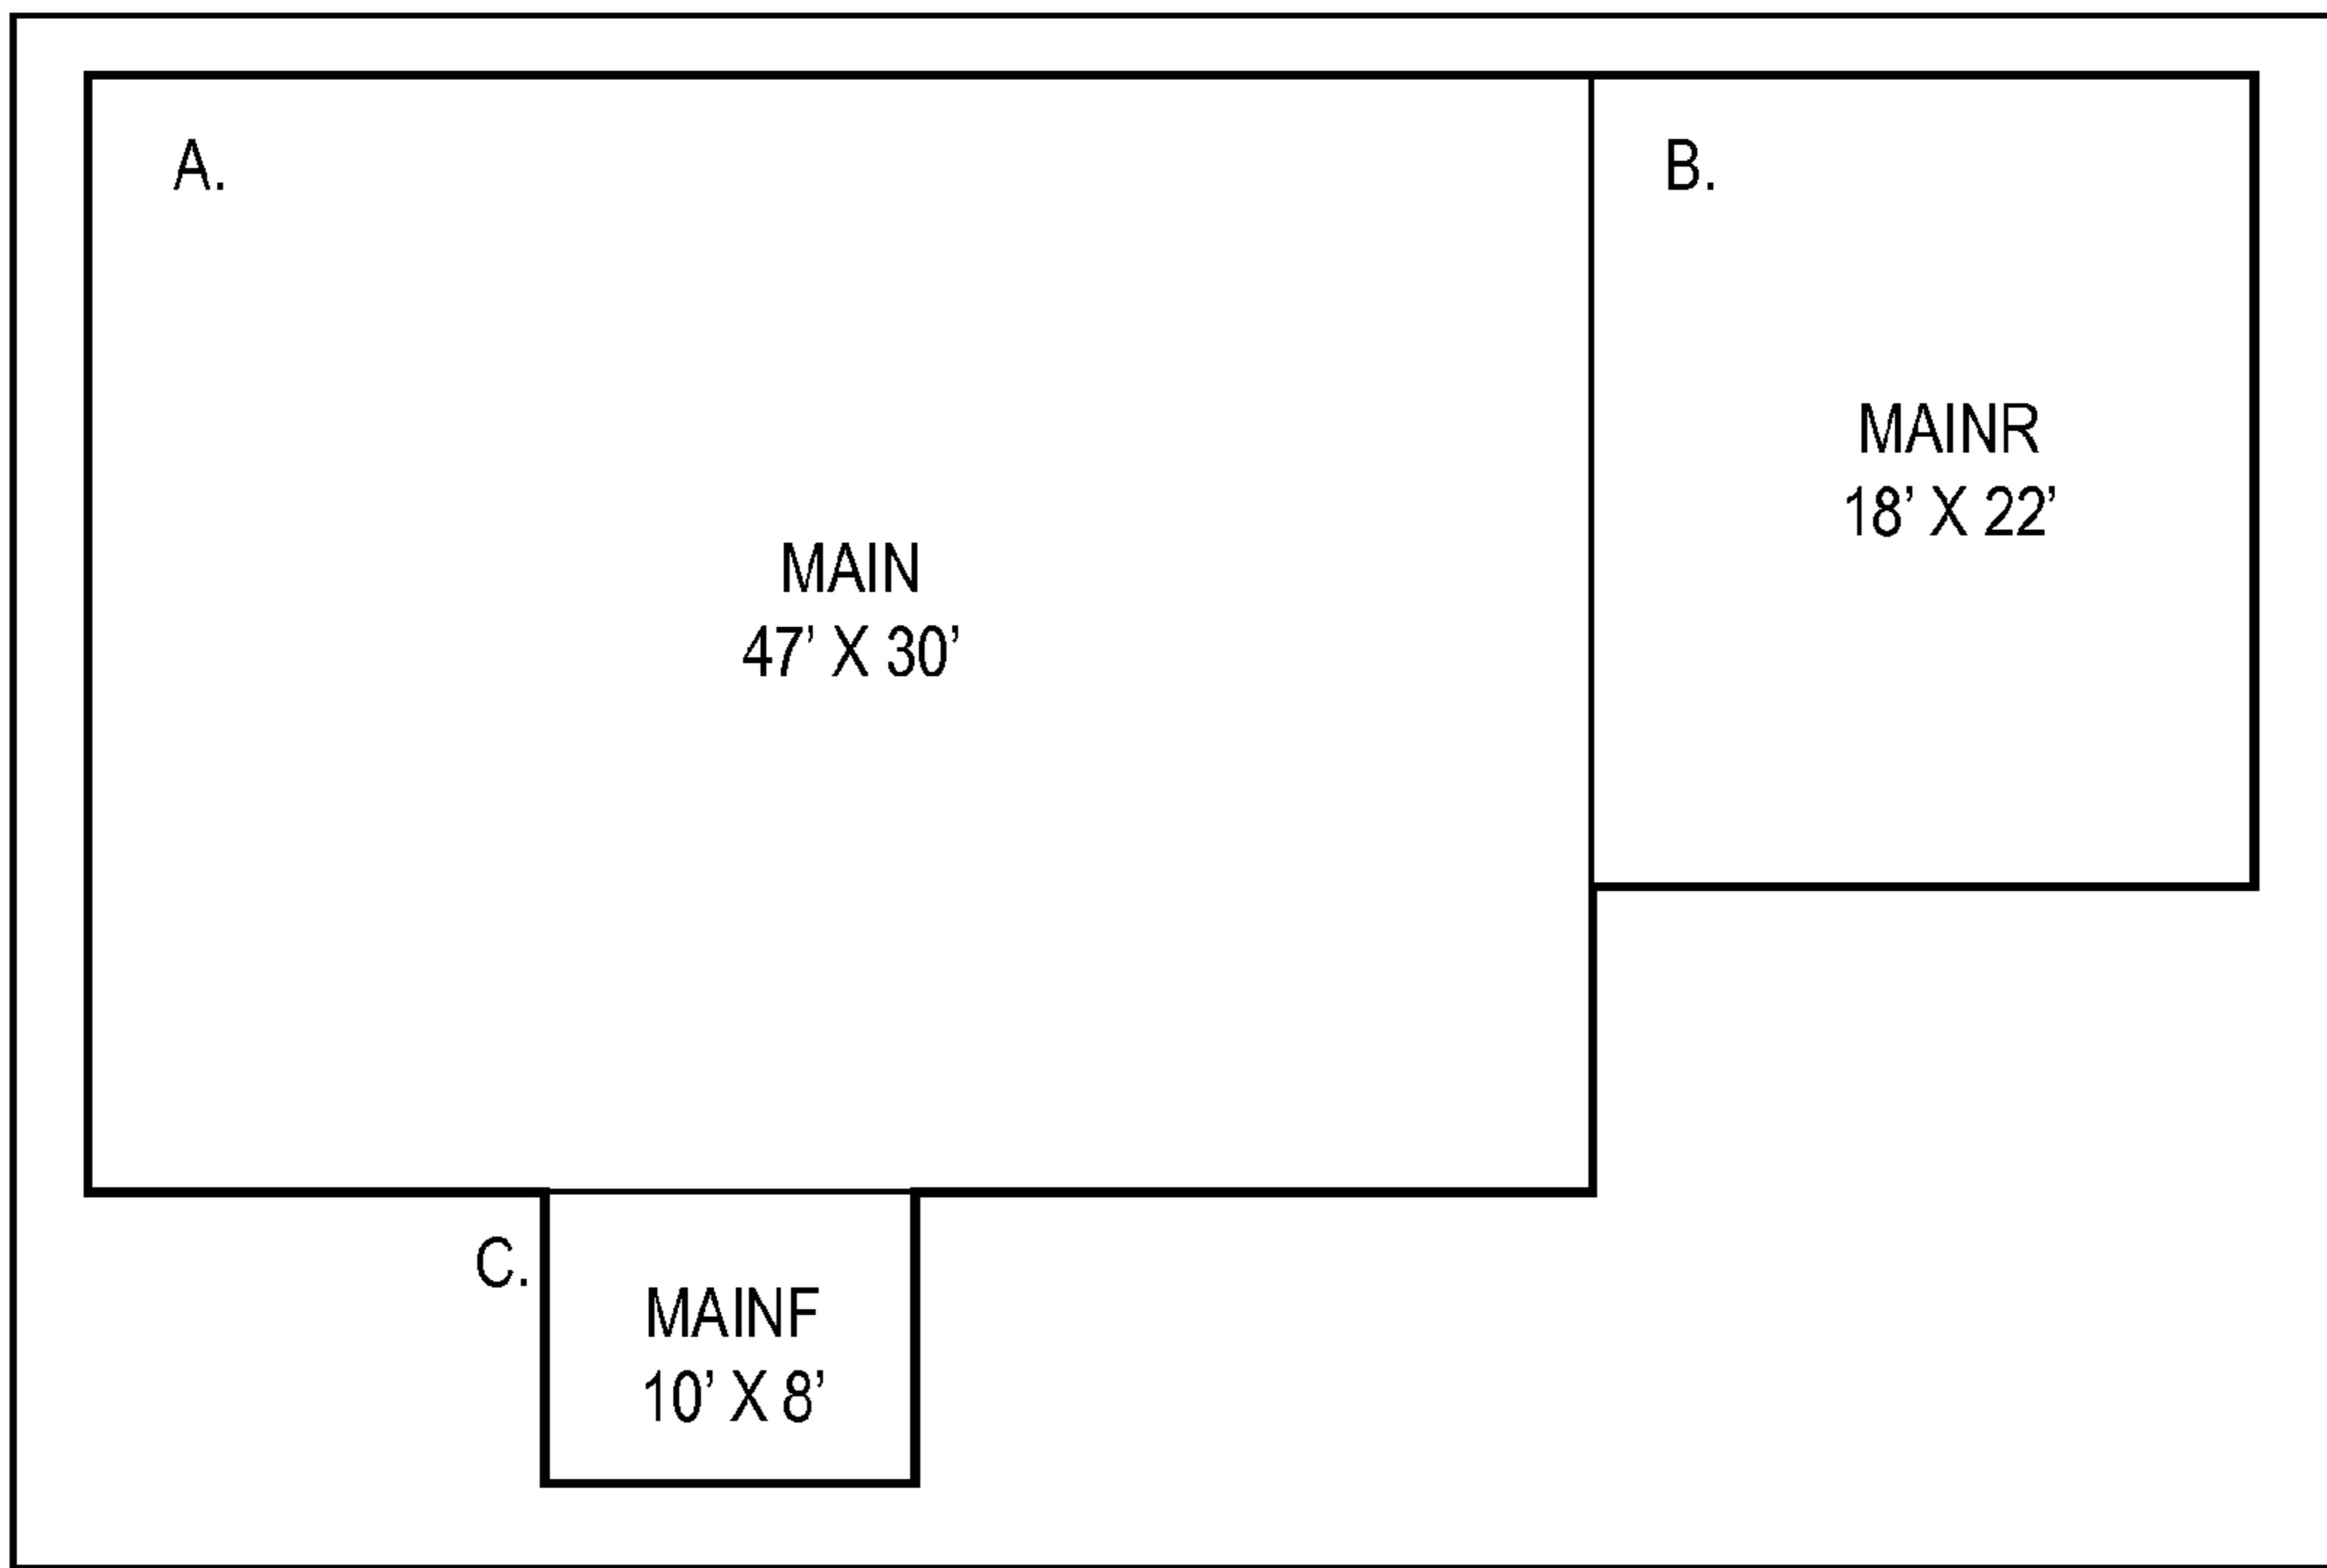 A.
B.
MAINR
18' X 22'
MAIN
47' X 30'
C.
MAINF
10' X 8'